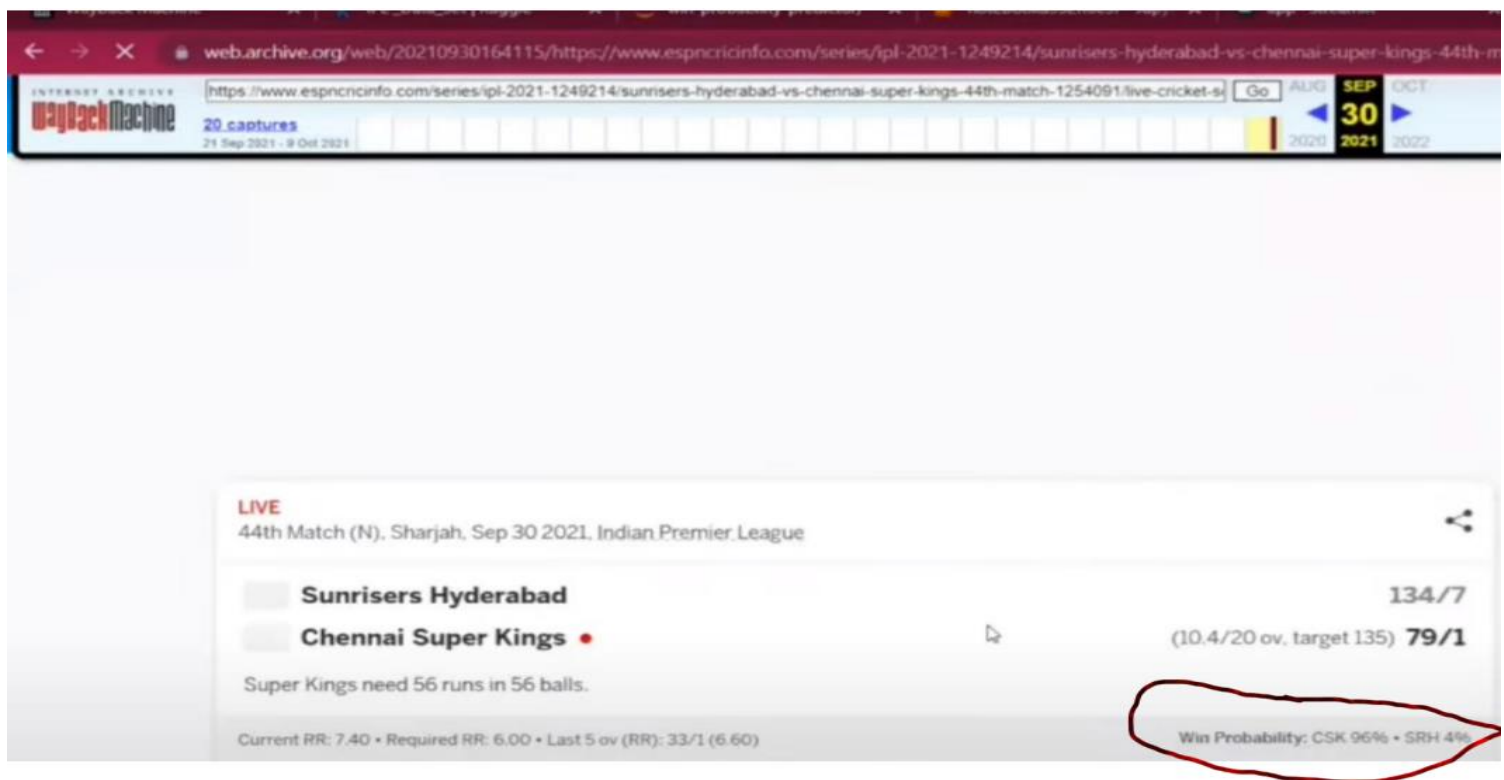 web.archive.org/web/20210930164115/https://www.espncricinfo.com/series/ipl-2021-1249214/sunrisers-hyderabad-vs-chennai-super-kings-44th-m
INTERNET ARCHIVE
WayBack Machine
https://www.espncricinfo.com/series/ipl-2021-1249214/sunrisers-hyderabad-vs-chennai-super-kings-44th-match-1254091/live-cricket-s
Go
AUG SEP OCT
20 captures
30
21 Sep 2021 - 9 Oct 2021
2020 2021 2022
LIVE
44th Match (N), Sharjah, Sep 30 2021, Indian Premier League
Sunrisers Hyderabad 134/7
Chennai Super Kings • (10.4/20 ov, target 135) 79/1
Super Kings need 56 runs in 56 balls.
Current RR: 7.40 • Required RR: 6.00 • Last 5 ov (RR): 33/1 (6.60) Win Probability: CSK 96% • SRH 4%